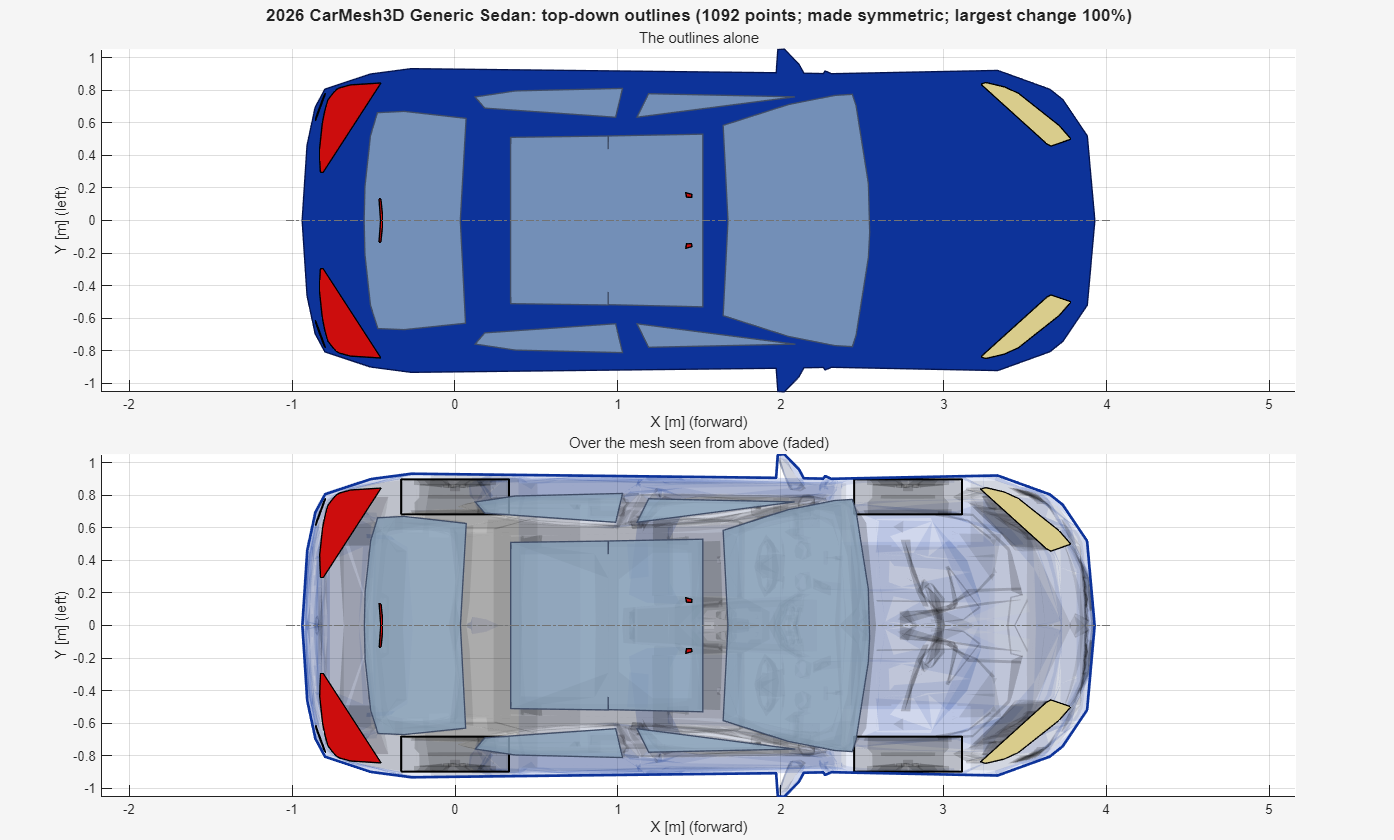 2026 CarMesh3D Generic Sedan: top-down outlines (1092 points; made symmetric; largest change 100%)
The outlines alone
1
0.8
0.6
0.4
0.2
0
-0.2
-0.4
-0.6
-0.8
-1
Y [m] (left)
-2 -1 0 1 2 3 4 5
X [m] (forward)
Over the mesh seen from above (faded)
1
0.8
0.6
0.4
0.2
0
-0.2
-0.4
-0.6
-0.8
-1
Y [m] (left)
-2 -1 0 1 2 3 4 5
X [m] (forward)